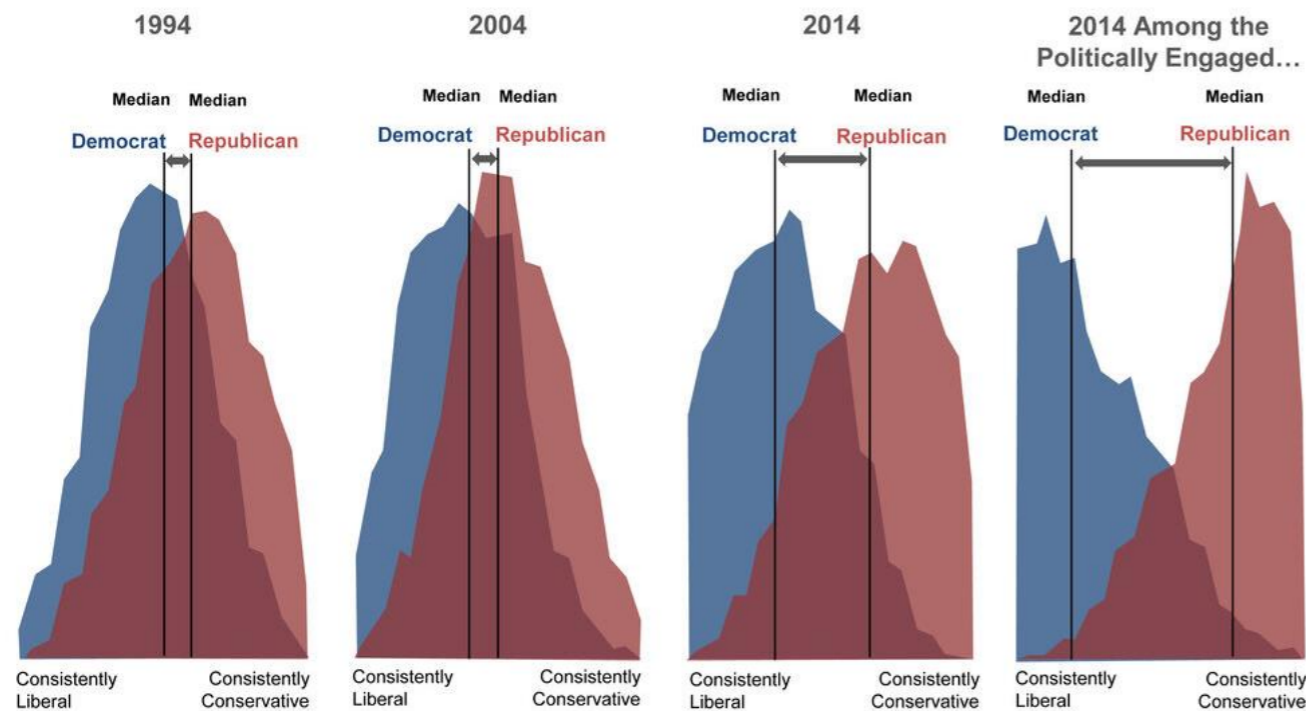 1994
Median Median
Democrat Republican
Consistently Liberal
Consistently Conservative
2004
Median Median
Democrat Republican
Consistently Liberal
Consistently Conservative
2014
Median Median
Democrat Republican
Consistently Liberal
Consistently Conservative
2014 Among the
Politically Engaged…
Median Median
Democrat Republican
Consistently Liberal
Consistently Conservative